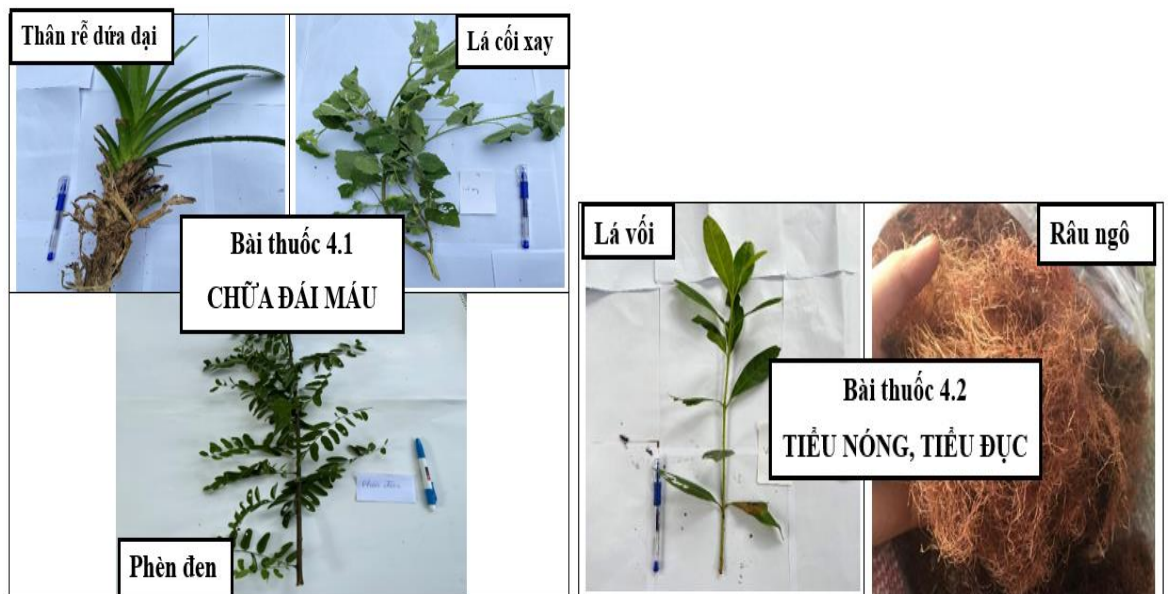 Thân rễ dứa dại
Lá cối xay
Bài thuốc 4.1
CHỮA ĐÁI MÁU
Phèn đen
Lá vối
Râu ngô
Bài thuốc 4.2
TIỂU NÓNG, TIỂU ĐỤC